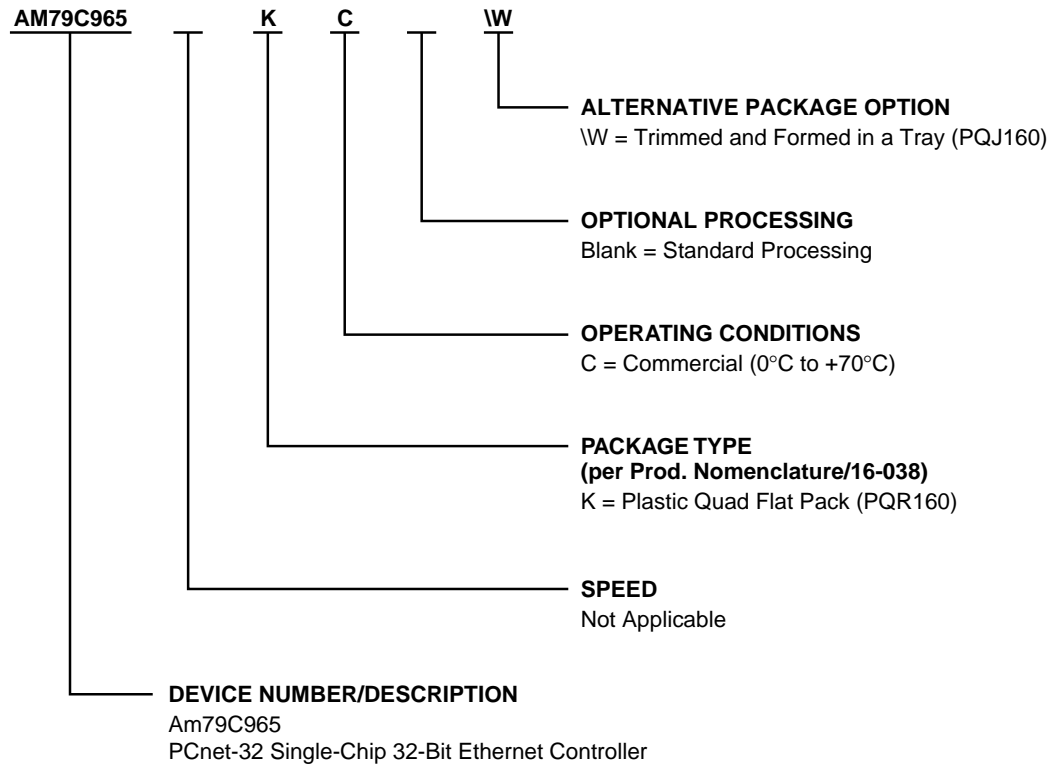 AM79C965 K C \W
ALTERNATIVE PACKAGE OPTION
\W = Trimmed and Formed in a Tray (PQJ160)
OPTIONAL PROCESSING
Blank = Standard Processing
OPERATING CONDITIONS
C = Commercial (0°C to +70°C)
PACKAGE TYPE
(per Prod. Nomenclature/16-038)
K = Plastic Quad Flat Pack (PQR160)
SPEED
Not Applicable
DEVICE NUMBER/DESCRIPTION
Am79C965
PCnet-32 Single-Chip 32-Bit Ethernet Controller